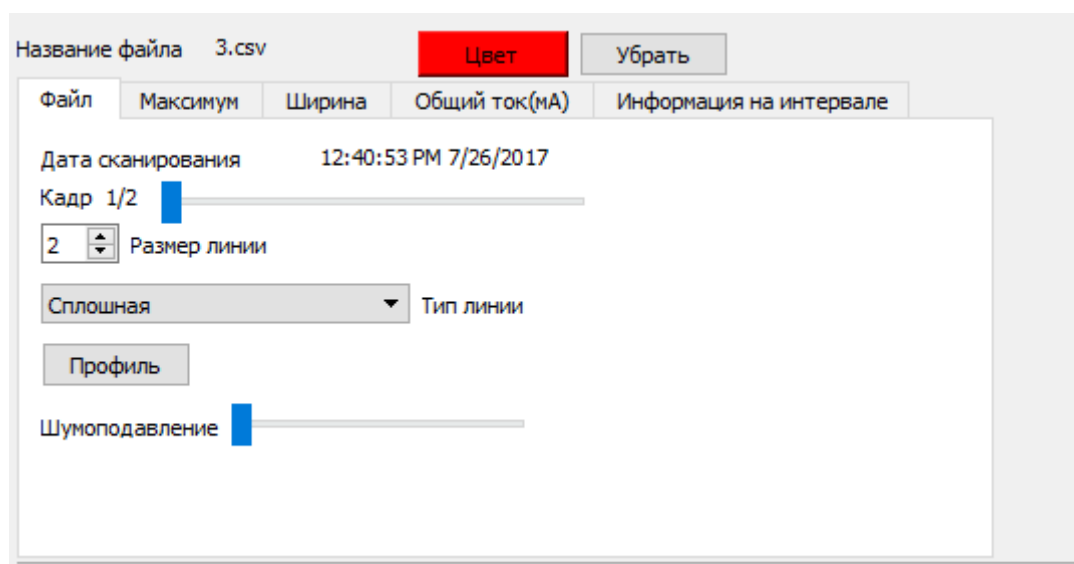 Название файла 3.csv Цвет Убрать
Файл Максимум Ширина Общий ток(мА) Информация на интервале
Дата сканирования 12:40:53 PM 7/26/2017
Кадр 1/2
2 Размер линии
Сплошная Тип линии
Профиль
Шумоподавление